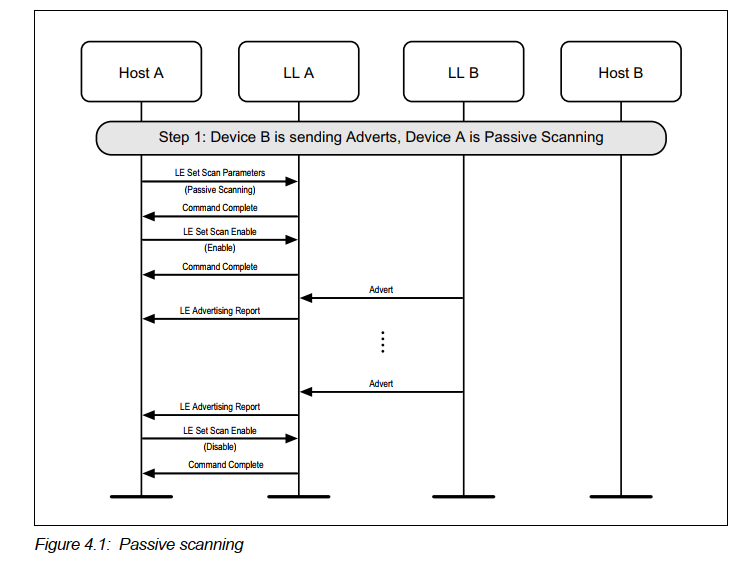 Host A
LL A
LL B
Host B
Step 1: Device B is sending Adverts, Device A is Passive Scanning
LE Set Scan Parameters
(Passive Scanning)
Command Complete
LE Set Scan Enable
(Enable)
Command Complete
Advert
LE Advertising Report
Advert
LE Advertising Report
LE Set Scan Enable
(Disable)
Command Complete
Figure 4.1: Passive scanning